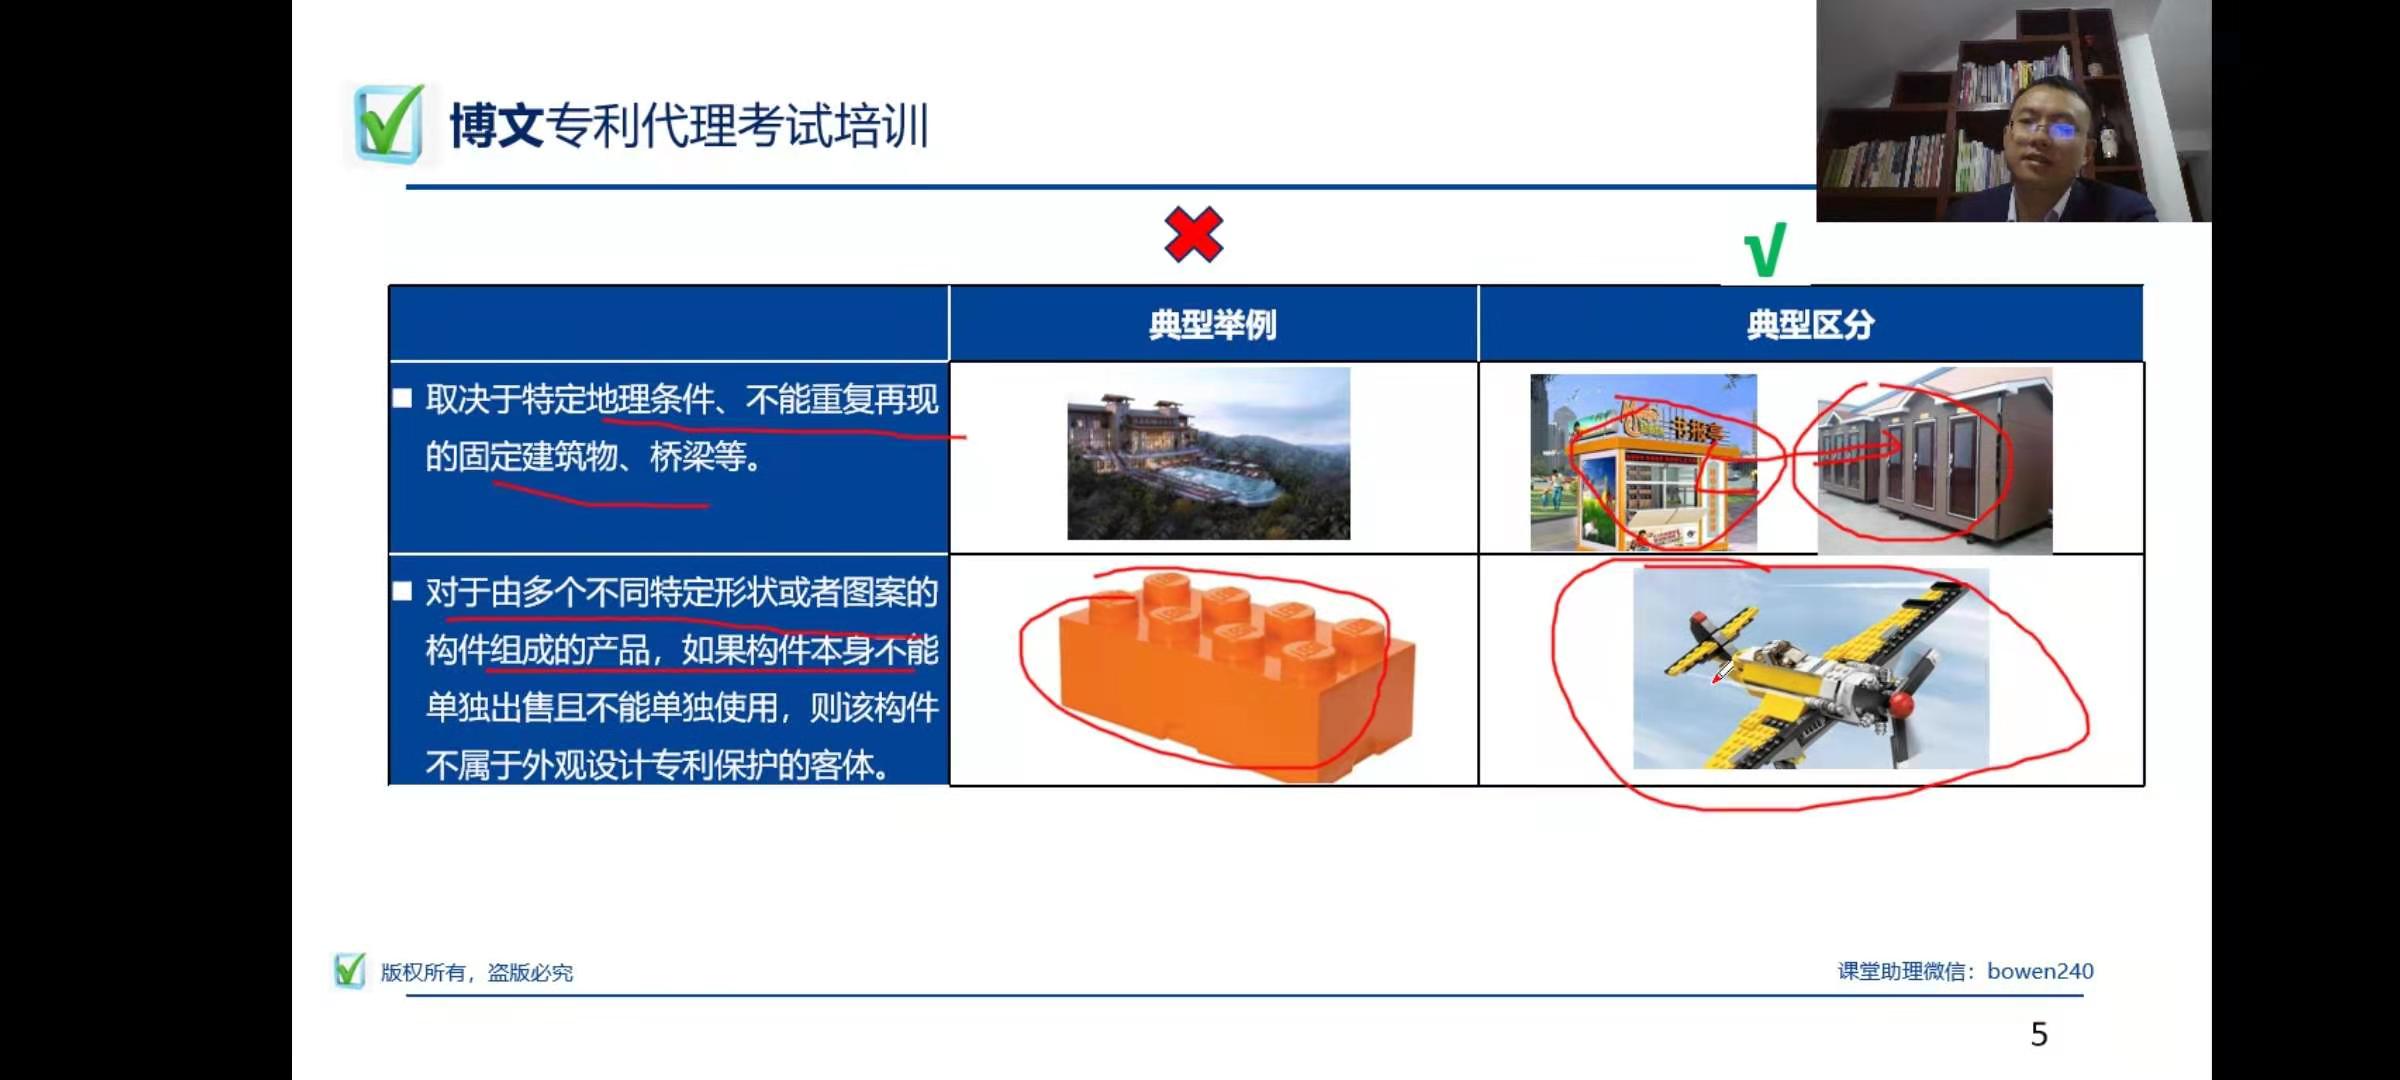 博文专利代理考试培训
典型举例
典型区分
取决于特定地理条件、不能重复再现
的固定建筑物、桥梁等。
书报亭
对于由多个不同特定形状或者图案的
构件组成的产品，如果构件本身不能
单独出售且不能单独使用，则该构件
不属于外观设计专利保护的客体。
版权所有，盗版必究
课堂助理微信：bowen240
5